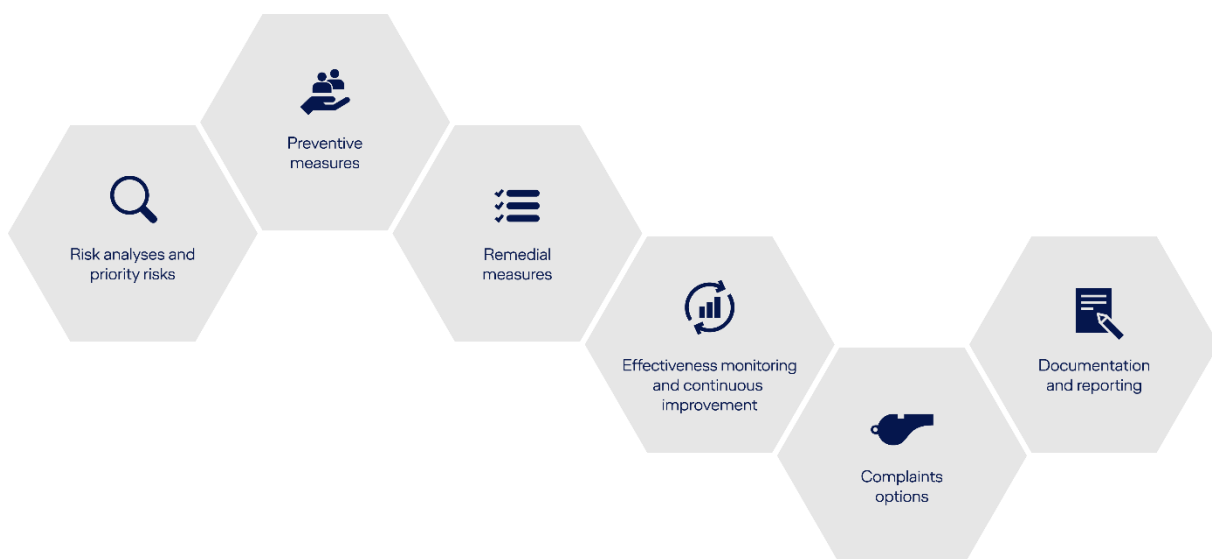 Risk analyses and
priority risks
Preventive
measures
Remedial
measures
Effectiveness monitoring
and continuous
improvement
Complaints
options
Documentation
and reporting